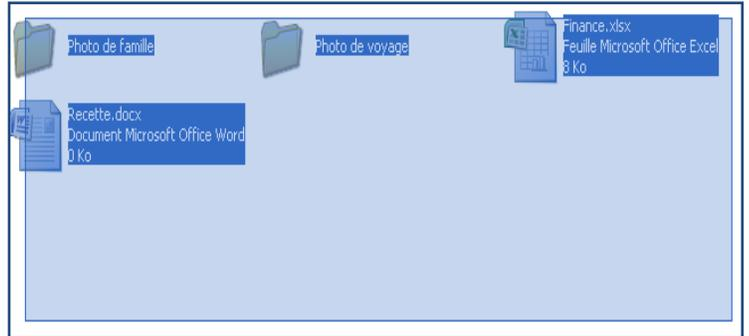 Photo de famille
Photo de voyage
Finance.xlsx
Feuille Microsoft Office Excel
8 Ko
Recette.docx
Document Microsoft Office Word
0 Ko